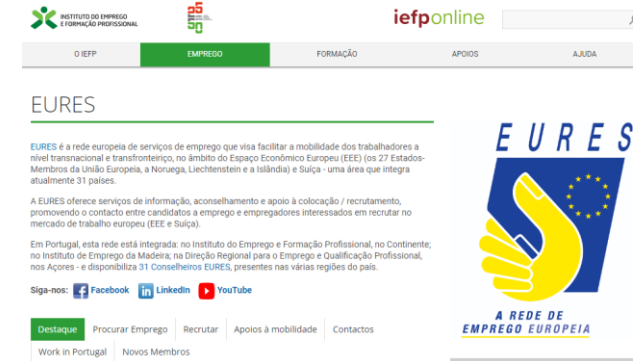 INSTITUTO DO EMPREGO
E FORMAÇÃO PROFISSIONAL
iefponline
O IEFP
EMPREGO
FORMAÇÃO
APOIOS
AJUDA
EURES
EURES é a rede europeia de serviços de emprego que visa facilitar a mobilidade dos trabalhadores a
nível transnacional e transfronteiriço, no âmbito do Espaço Econômico Europeu (EEE) (os 27 Estados-
Membros da União Europeia, a Noruega, Liechtenstein e a Islândia) e Suíça - uma área que integra
atualmente 31 países.
A EURES oferece serviços de informação, aconselhamento e apoio à colocação / recrutamento,
promovendo o contacto entre candidatos a emprego e empregadores interessados em recrutar no
mercado de trabalho europeu (EEE e Suíça).
Em Portugal, esta rede está integrada: no Instituto do Emprego e Formação Profissional, no Continente;
no Instituto de Emprego da Madeira; na Direção Regional para o Emprego e Qualificação Profissional,
nos Açores - e disponibiliza 31 Conselheiros EURES, presentes nas várias regiões do país.
Siga-nos: Facebook LinkedIn YouTube
Destaque Procurar Emprego Recrutar Apoios à mobilidade Contactos
Work in Portugal Novos Membros
EURES
A REDE DE
EMPREGO EUROPEIA